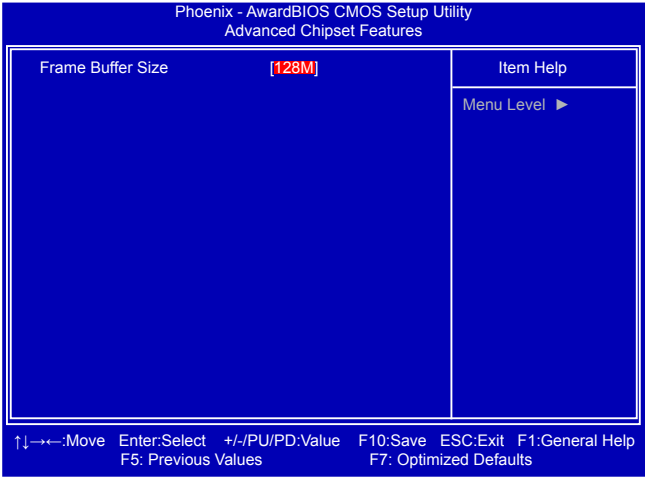 Phoenix - AwardBIOS CMOS Setup Utility
Advanced Chipset Features
Frame Buffer Size [128M]
Item Help
Menu Level ►
↑↓→←:Move Enter:Select +/-/PU/PD:Value F10:Save ESC:Exit F1:General Help
F5: Previous Values F7: Optimized Defaults